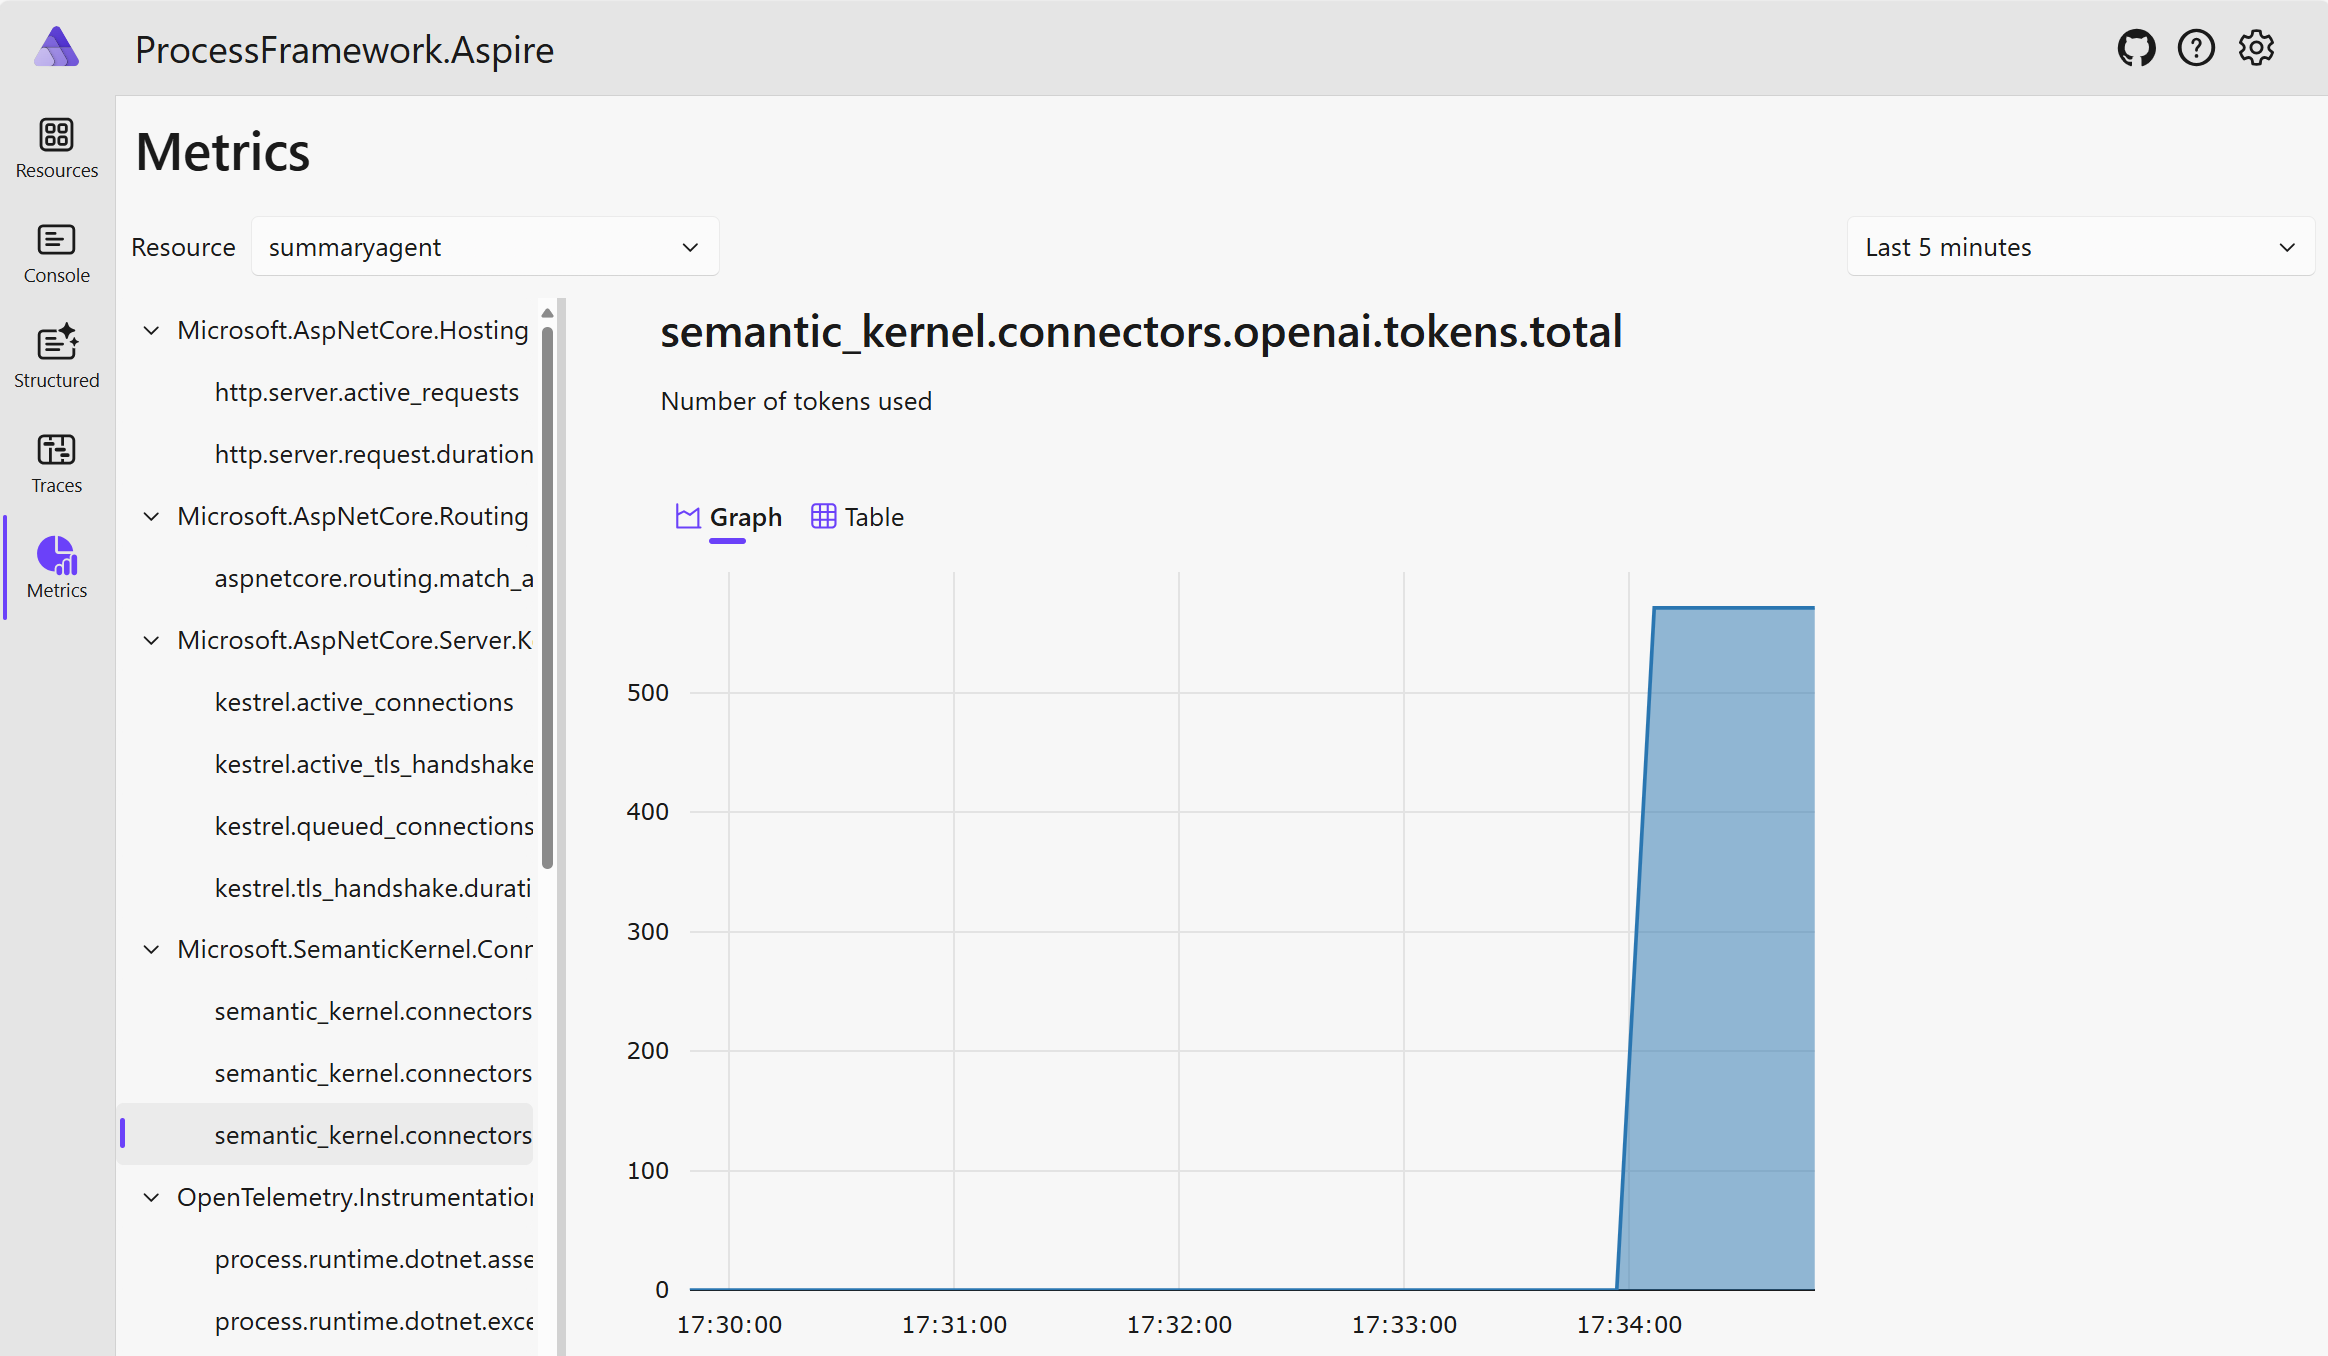 ProcessFramework.Aspire
Resources
Console
Structured
Traces
Metrics
Metrics
Resource
summaryagent
Last 5 minutes
Microsoft.AspNetCore.Hosting
http.server.active_requests
http.server.request.duration
Microsoft.AspNetCore.Routing
aspnetcore.routing.match_a
Microsoft.AspNetCore.Server.K
kestrel.active_connections
kestrel.active_tls_handshake
kestrel.queued_connections
kestrel.tls_handshake.durati
Microsoft.SemanticKernel.Conn
semantic_kernel.connectors
semantic_kernel.connectors
semantic_kernel.connectors
OpenTelemetry.Instrumentation
process.runtime.dotnet.asse
process.runtime.dotnet.exce
semantic_kernel.connectors.openai.tokens.total
Number of tokens used
Graph
Table
500
400
300
200
100
0
17:30:00
17:31:00
17:32:00
17:33:00
17:34:00